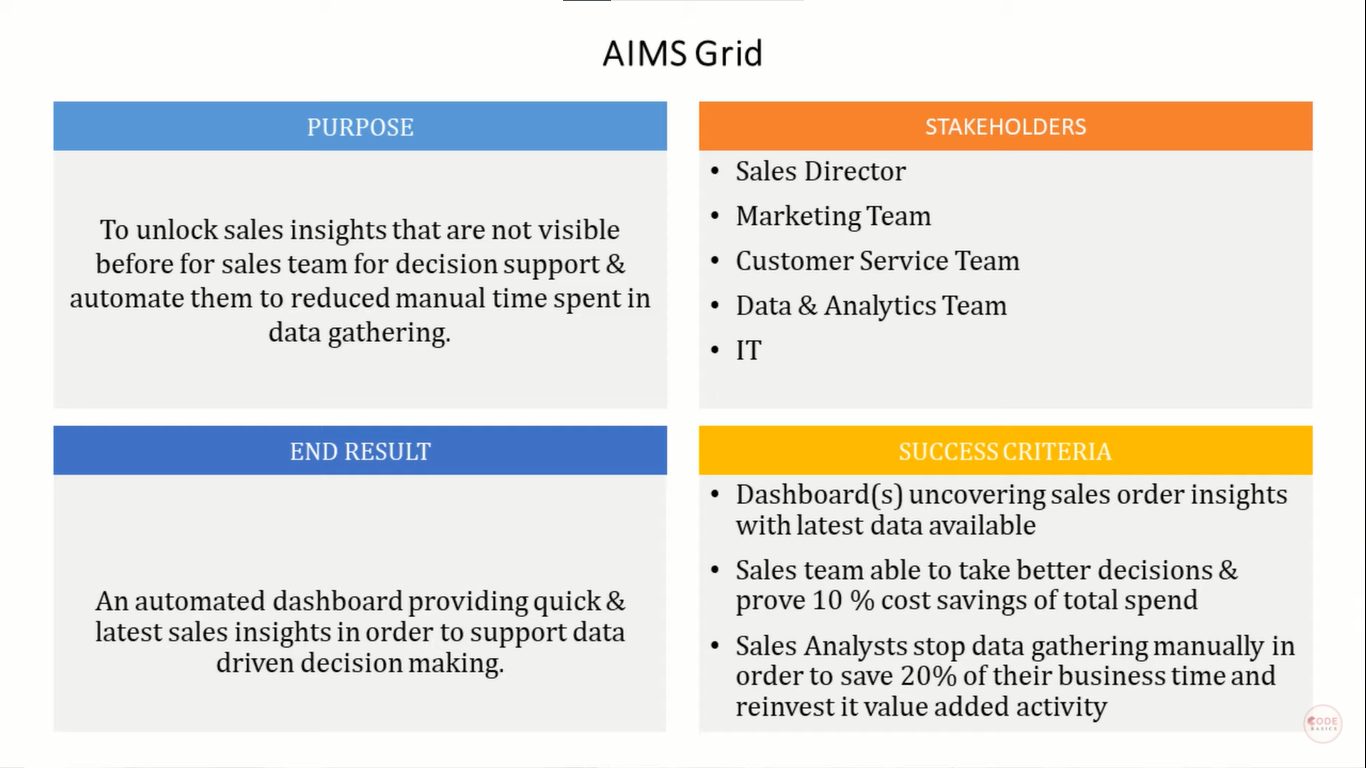 AIMS Grid
PURPOSE
To unlock sales insights that are not visible
before for sales team for decision support &
automate them to reduced manual time spent in
data gathering.
STAKEHOLDERS
• Sales Director
• Marketing Team
• Customer Service Team
• Data & Analytics Team
• IT
END RESULT
An automated dashboard providing quick &
latest sales insights in order to support data
driven decision making.
SUCCESS CRITERIA
• Dashboard(s) uncovering sales order insights
with latest data available
• Sales team able to take better decisions &
prove 10 % cost savings of total spend
• Sales Analysts stop data gathering manually in
order to save 20% of their business time and
reinvest it value added activity
CODE
BASICS